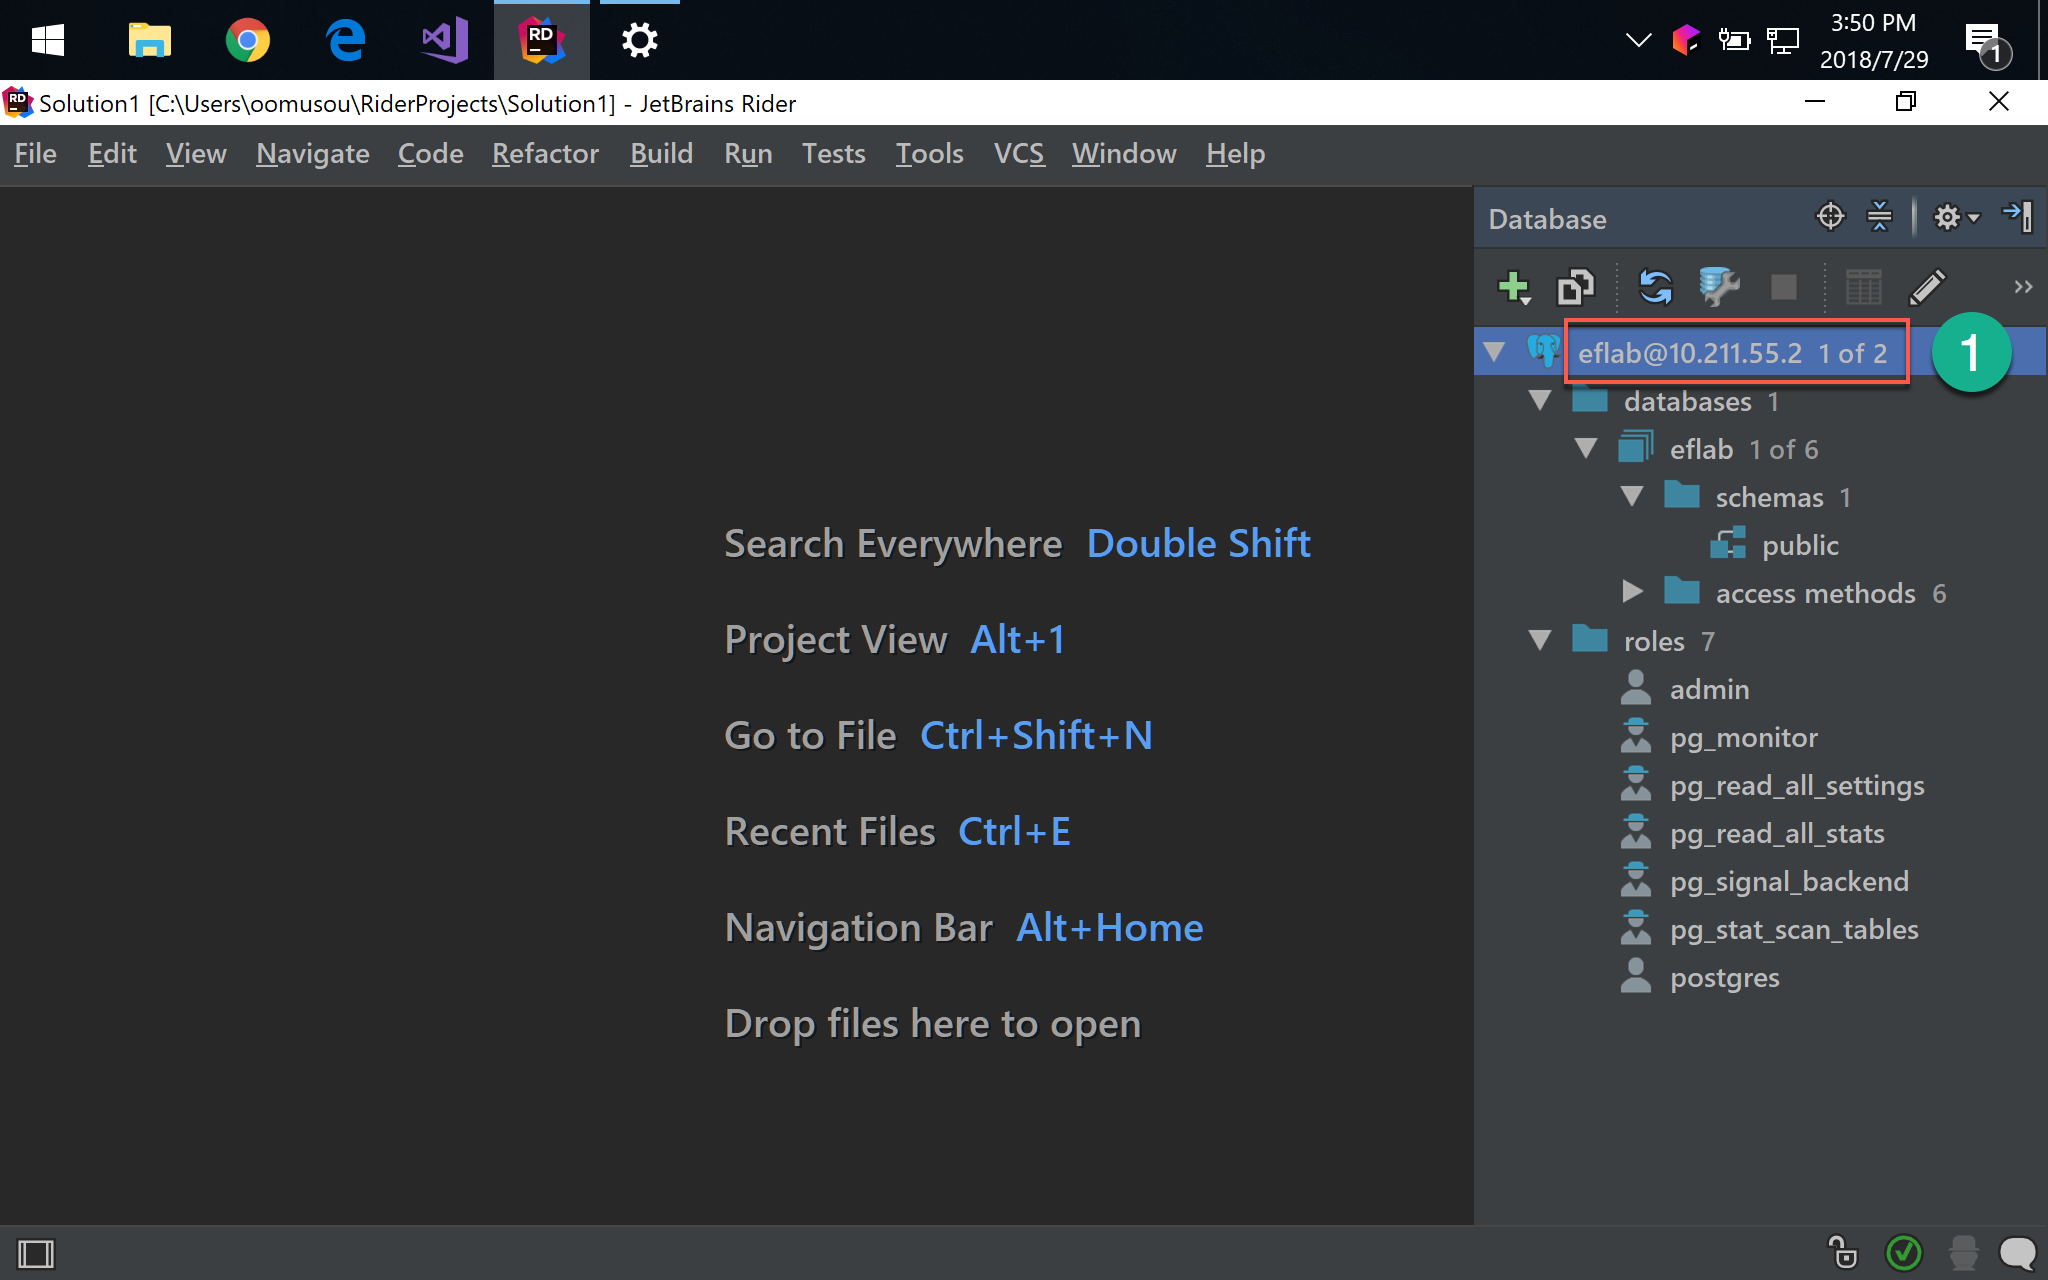 RD
3:50 PM
2018/7/29
1
RD
Solution1 [C:\Users\oomusou\RiderProjects\Solution1] - JetBrains Rider
File Edit View Navigate Code Refactor Build Run Tests Tools VCS Window Help
Database
eflab@10.211.55.2 1 of 2
1
databases 1
eflab 1 of 6
schemas 1
public
access methods 6
roles 7
admin
pg_monitor
pg_read_all_settings
pg_read_all_stats
pg_signal_backend
pg_stat_scan_tables
postgres
Search Everywhere Double Shift
Project View Alt+1
Go to File Ctrl+Shift+N
Recent Files Ctrl+E
Navigation Bar Alt+Home
Drop files here to open